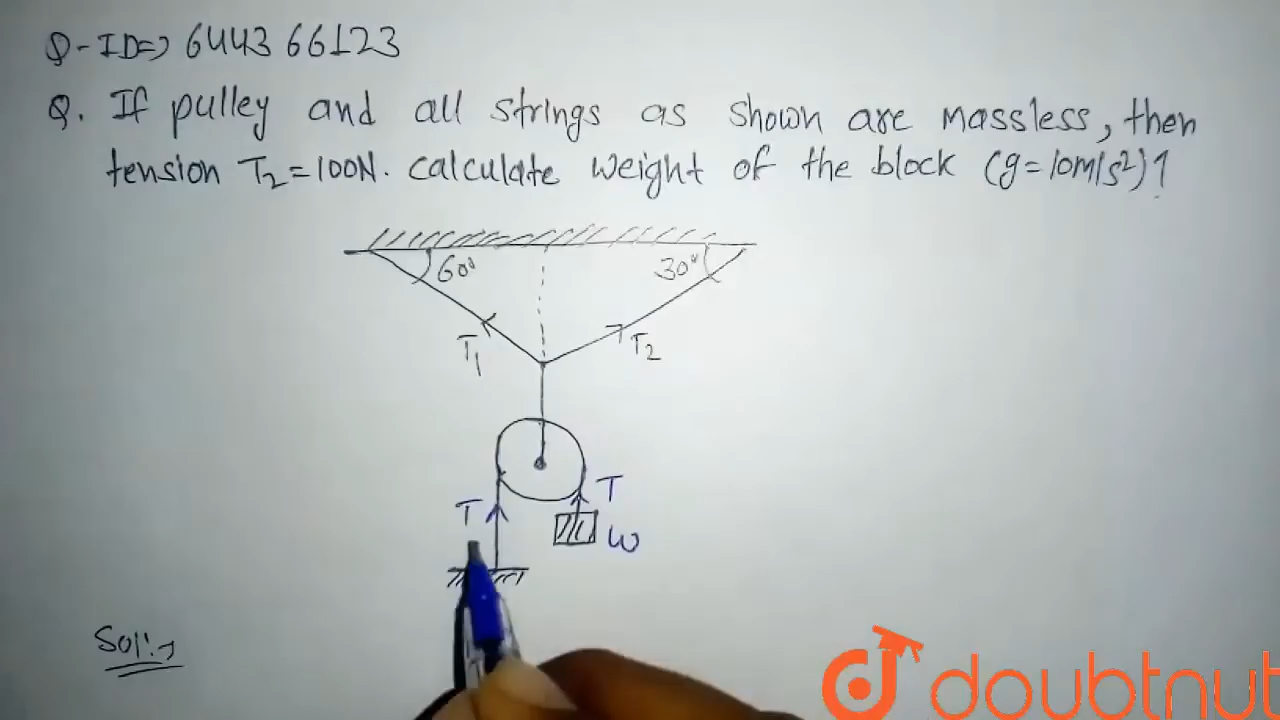 Q-ID=> 644366123
Q. If pulley and all strings as shown are massless, then
tension T₂=100N. calculate weight of the block (g=10m/s²)?
60° 30°
T₁ T₂
T
T
W
Sol:→
doubtnut